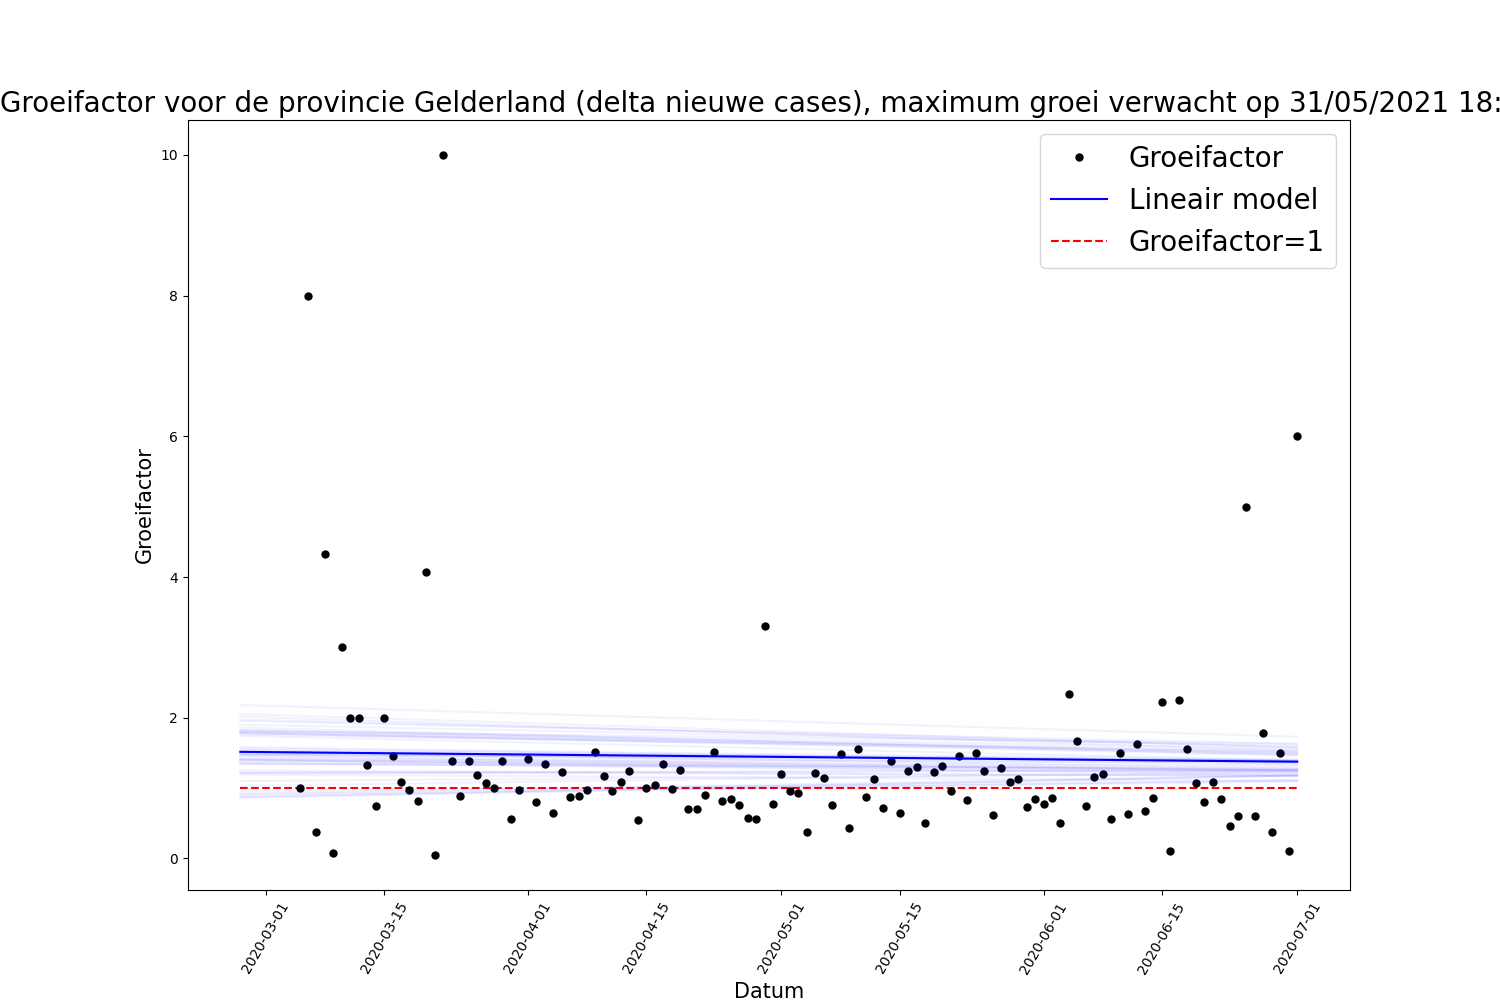 Groeifactor voor de provincie Gelderland (delta nieuwe cases), maximum groei verwacht op 31/05/2021 18:
Groeifactor
Lineair model
Groeifactor=1
Groeifactor
10
8
6
4
2
0
2020-03-01
2020-03-15
2020-04-01
2020-04-15
2020-05-01
2020-05-15
2020-06-01
2020-06-15
2020-07-01
Datum